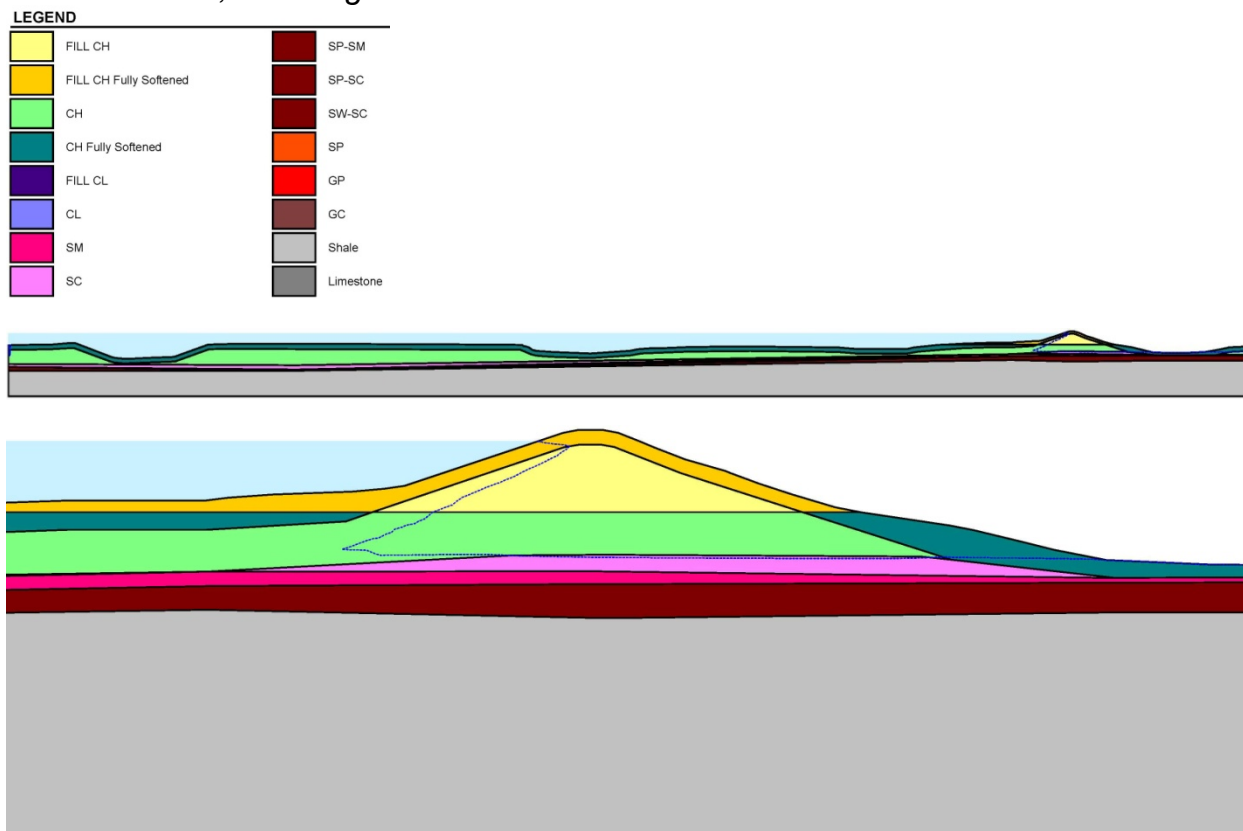 LEGEND
FILL CH
FILL CH Fully Softened
CH
CH Fully Softened
FILL CL
CL
SM
SC
SP-SM
SP-SC
SW-SC
SP
GP
GC
Shale
Limestone